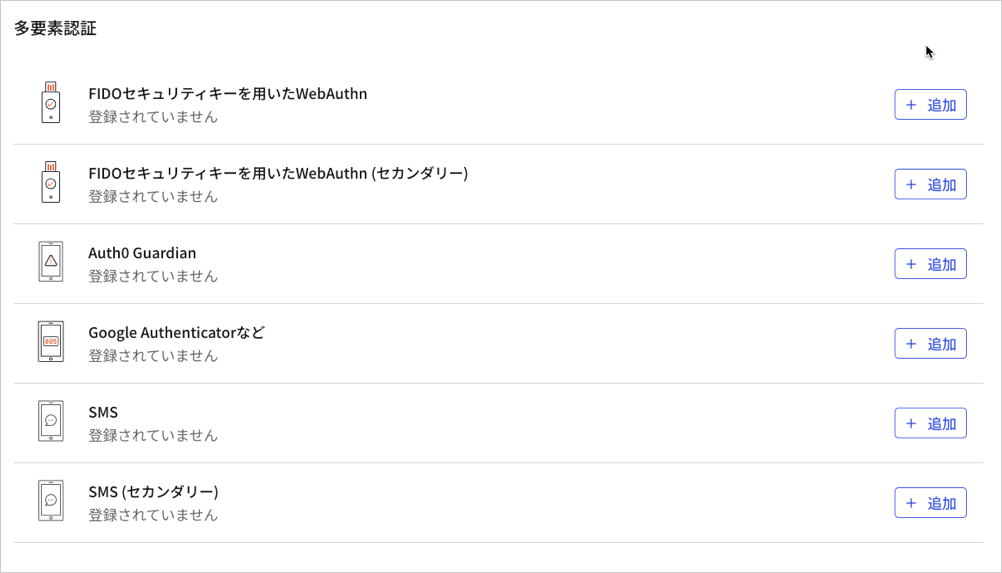 多要素認証
FIDOセキュリティキーを用いたWebAuthn
登録されていません
+ 追加
FIDOセキュリティキーを用いたWebAuthn (セカンダリー)
登録されていません
+ 追加
Auth0 Guardian
登録されていません
+ 追加
Google Authenticatorなど
登録されていません
+ 追加
SMS
登録されていません
+ 追加
SMS (セカンダリー)
登録されていません
+ 追加